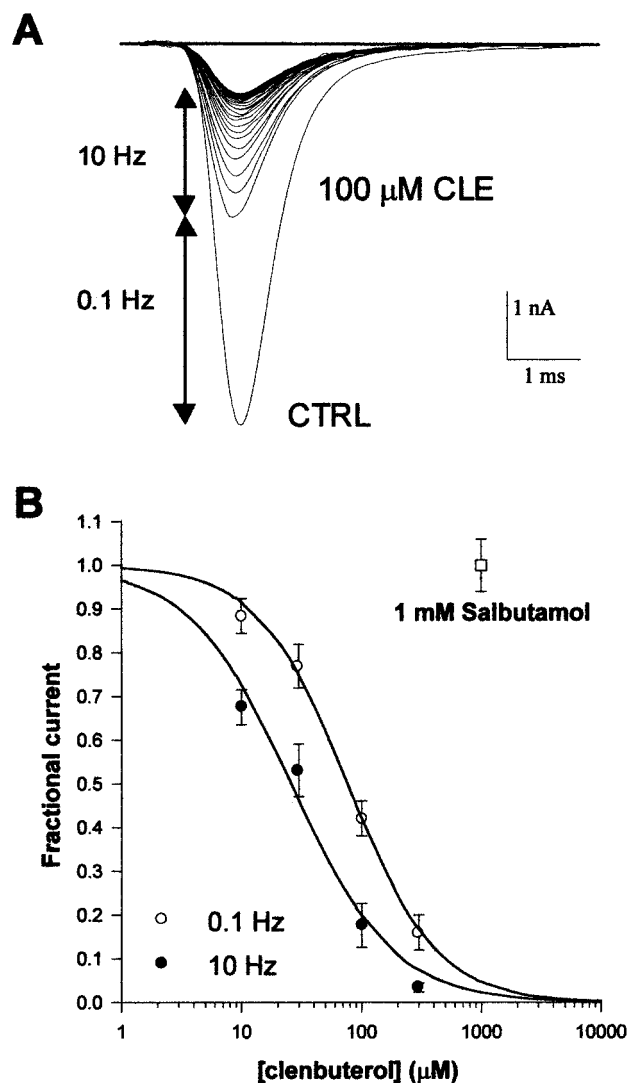 A
10 Hz
100 µM CLE
0.1 Hz
1 nA
1 ms
CTRL
B
1.1
1.0
0.9
0.8
0.7
0.6
0.5
0.4
0.3
0.2
0.1
0.0
Fractional current
1 mM Salbutamol
0.1 Hz
10 Hz
1 10 100 1000 10000
[clenbuterol] (µM)